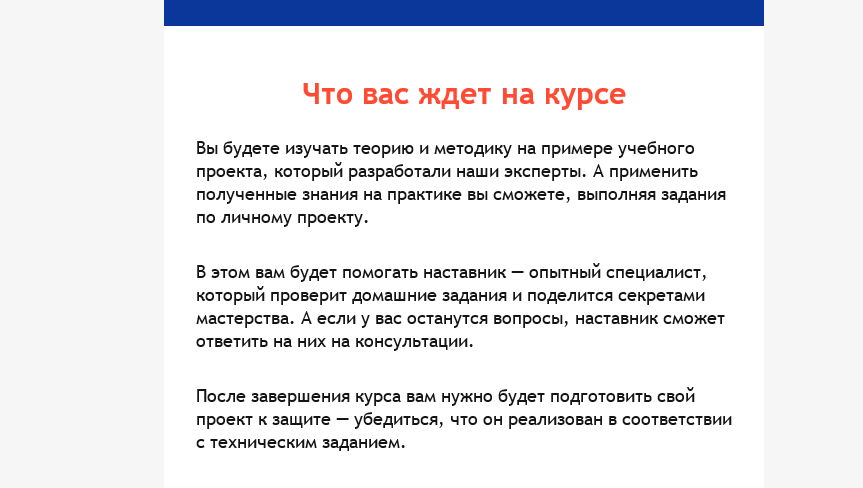 Что вас ждет на курсе
Вы будете изучать теорию и методику на примере учебного
проекта, который разработали наши эксперты. А применить
полученные знания на практике вы сможете, выполняя задания
по личному проекту.
В этом вам будет помогать наставник — опытный специалист,
который проверит домашние задания и поделится секретами
мастерства. А если у вас останутся вопросы, наставник сможет
ответить на них на консультации.
После завершения курса вам нужно будет подготовить свой
проект к защите — убедиться, что он реализован в соответствии
с техническим заданием.